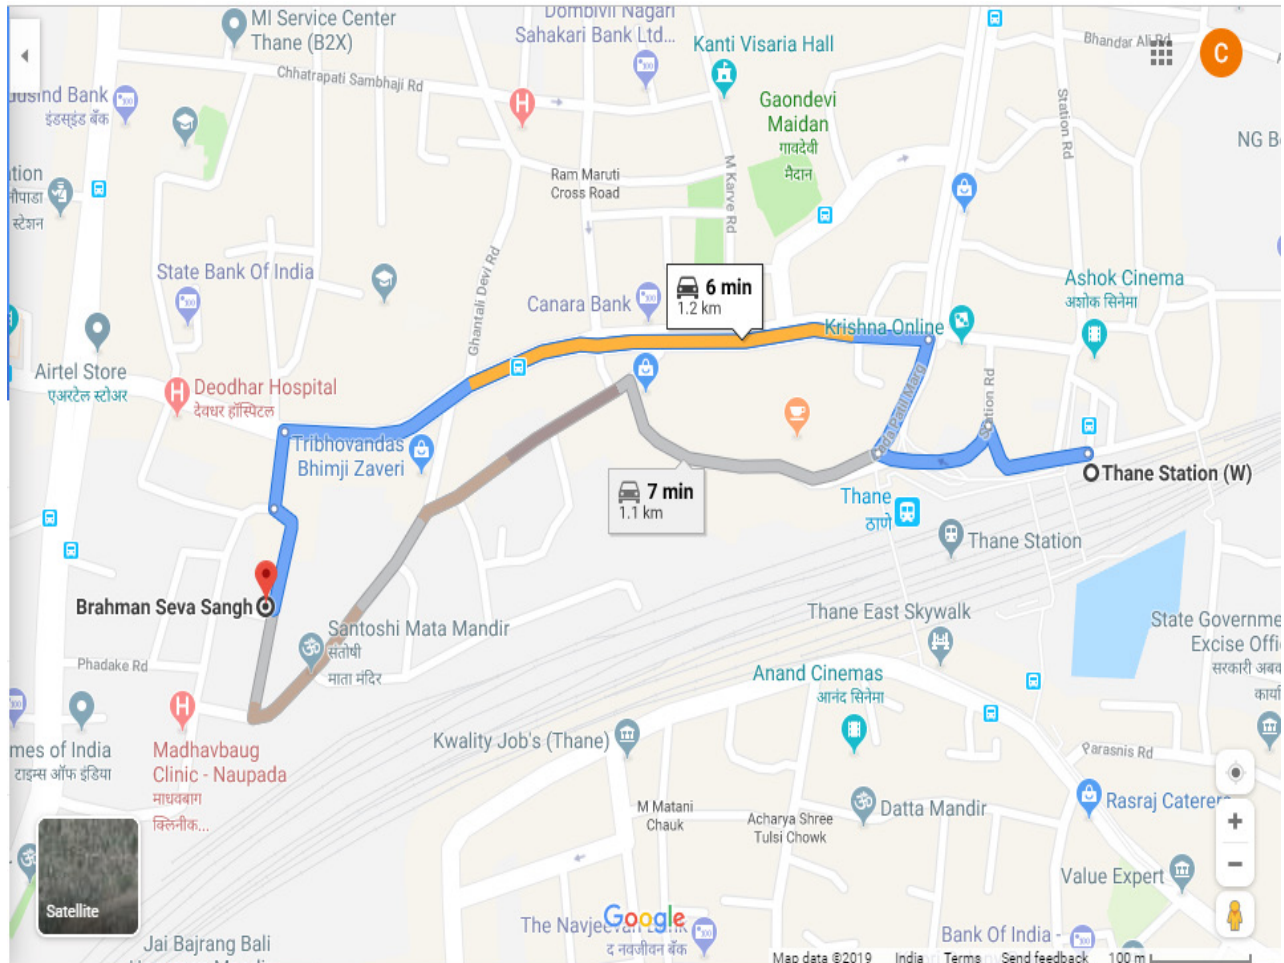 MI Service Center
Thane (B2X)
Dombivli Nagari
Sahakari Bank Ltd...
Kanti Visaria Hall
Bhandar Ali Rd
C
Chhatrapati Sambhaji Rd
Gaondevi
Maidan
गावदेवी
मैदान
Station Rd
usind Bank
इंडसइंड बँक
H
NG B
tion
नौपाडा
स्टेशन
Ram Maruti
Cross Road
M Karve Rd
State Bank Of India
Ghantali Devi Rd
Canara Bank
6 min
1.2 km
Ashok Cinema
अशोक सिनेमा
Krishna Online
Airtel Store
एअरटेल स्टोअर
H
Deodhar Hospital
देवधर हॉस्पिटल
Tribhovandas
Bhimji Zaveri
Patil Marg
Station Rd
7 min
1.1 km
Thane Station (W)
Thane
ठाणे
Thane Station
Brahman Seva Sangh
Santoshi Mata Mandir
संतोषी
माता मंदिर
Phadake Rd
Thane East Skywalk
State Governme
Excise Offi
सरकारी अब
कार्या
Anand Cinemas
आनंद सिनेमा
H
Madhavbaug
Clinic - Naupada
माधवबाग
क्लिनीक...
mes of India
टाइम्स ऑफ इंडिया
Kwality Job's (Thane)
Parasnis Rd
M Matani
Chauk
Acharya Shree
Tulsi Chowk
Datta Mandir
Rasraj Caterers
Value Expert
Satellite
Google
The Navjeevan Bank
द नवजीवन बँक
Bank Of India -
Jai Bajrang Bali
Map data ©2019 India Terms Send feedback 100 m